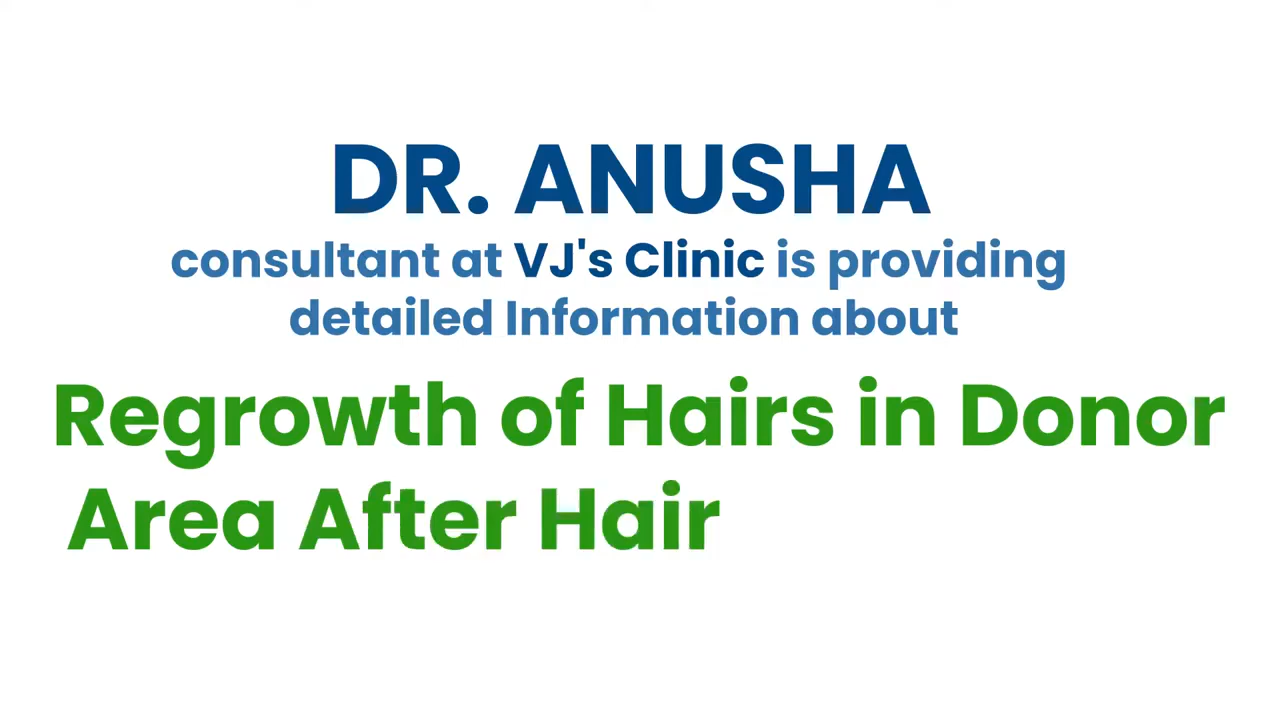 DR. ANUSHA
consultant at VJ's Clinic is providing
detailed Information about
Regrowth of Hairs in Donor
Area After Hair